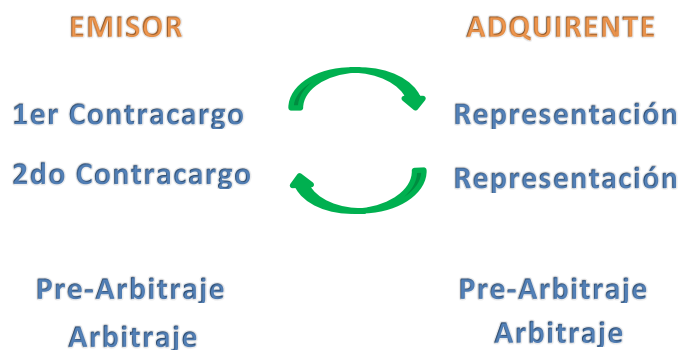 EMISOR ADQUIRENTE
1er Contracargo Representación
2do Contracargo Representación
Pre-Arbitraje Pre-Arbitraje
Arbitraje Arbitraje